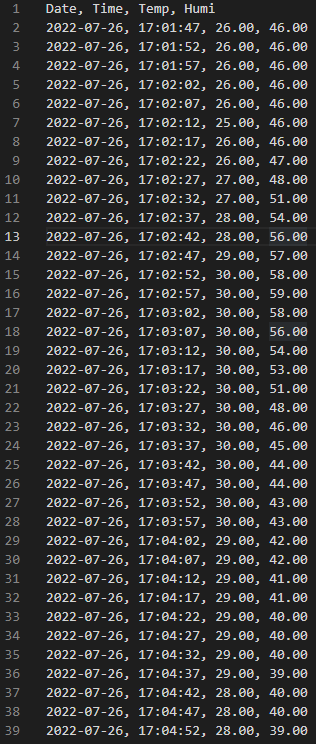 1 Date, Time, Temp, Humi
2 2022-07-26, 17:01:47, 26.00, 46.00
3 2022-07-26, 17:01:52, 26.00, 46.00
4 2022-07-26, 17:01:57, 26.00, 46.00
5 2022-07-26, 17:02:02, 26.00, 46.00
6 2022-07-26, 17:02:07, 26.00, 46.00
7 2022-07-26, 17:02:12, 25.00, 46.00
8 2022-07-26, 17:02:17, 26.00, 46.00
9 2022-07-26, 17:02:22, 26.00, 47.00
10 2022-07-26, 17:02:27, 27.00, 48.00
11 2022-07-26, 17:02:32, 27.00, 51.00
12 2022-07-26, 17:02:37, 28.00, 54.00
13 2022-07-26, 17:02:42, 28.00, 56.00
14 2022-07-26, 17:02:47, 29.00, 57.00
15 2022-07-26, 17:02:52, 30.00, 58.00
16 2022-07-26, 17:02:57, 30.00, 59.00
17 2022-07-26, 17:03:02, 30.00, 58.00
18 2022-07-26, 17:03:07, 30.00, 56.00
19 2022-07-26, 17:03:12, 30.00, 54.00
20 2022-07-26, 17:03:17, 30.00, 53.00
21 2022-07-26, 17:03:22, 30.00, 51.00
22 2022-07-26, 17:03:27, 30.00, 48.00
23 2022-07-26, 17:03:32, 30.00, 46.00
24 2022-07-26, 17:03:37, 30.00, 45.00
25 2022-07-26, 17:03:42, 30.00, 44.00
26 2022-07-26, 17:03:47, 30.00, 44.00
27 2022-07-26, 17:03:52, 30.00, 43.00
28 2022-07-26, 17:03:57, 30.00, 43.00
29 2022-07-26, 17:04:02, 29.00, 42.00
30 2022-07-26, 17:04:07, 29.00, 42.00
31 2022-07-26, 17:04:12, 29.00, 41.00
32 2022-07-26, 17:04:17, 29.00, 41.00
33 2022-07-26, 17:04:22, 29.00, 40.00
34 2022-07-26, 17:04:27, 29.00, 40.00
35 2022-07-26, 17:04:32, 29.00, 40.00
36 2022-07-26, 17:04:37, 29.00, 39.00
37 2022-07-26, 17:04:42, 28.00, 40.00
38 2022-07-26, 17:04:47, 28.00, 40.00
39 2022-07-26, 17:04:52, 28.00, 39.00